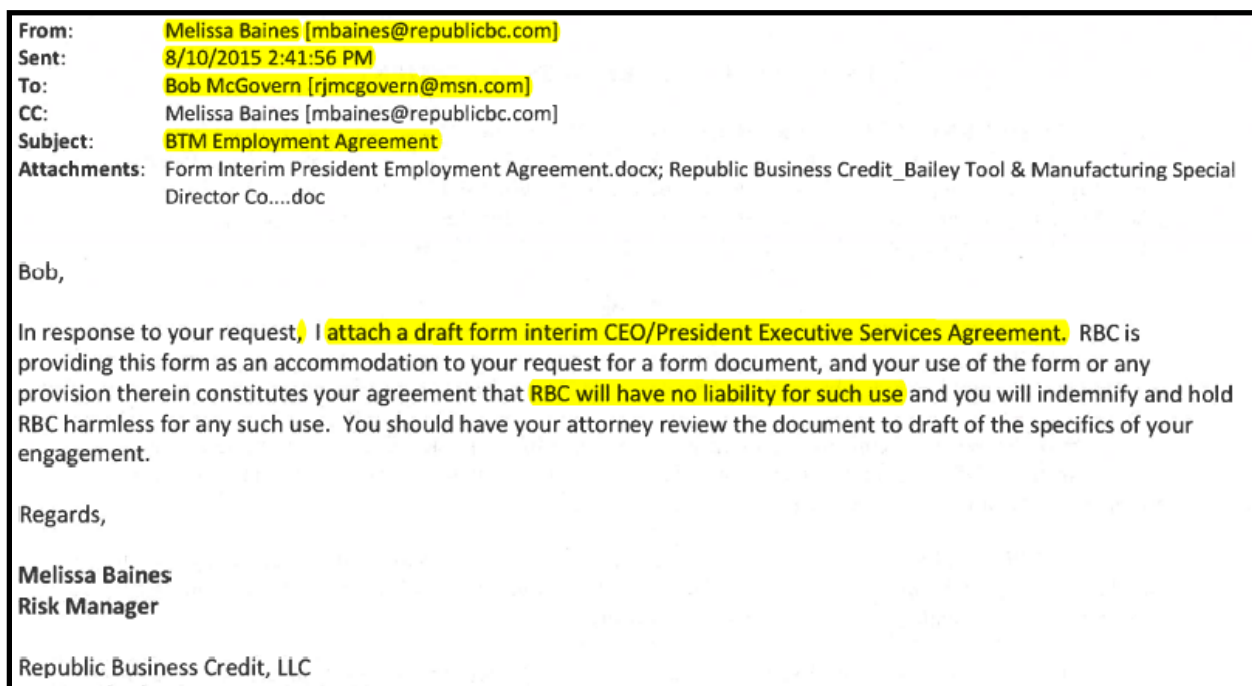 From: Melissa Baines [mbaines@republicbc.com]
Sent: 8/10/2015 2:41:56 PM
To: Bob McGovern [rjmcgovern@msn.com]
CC: Melissa Baines [mbaines@republicbc.com]
Subject: BTM Employment Agreement
Attachments: Form Interim President Employment Agreement.docx; Republic Business Credit_Bailey Tool & Manufacturing Special
Director Co....doc
Bob,
In response to your request, I attach a draft form interim CEO/President Executive Services Agreement. RBC is
providing this form as an accommodation to your request for a form document, and your use of the form or any
provision therein constitutes your agreement that RBC will have no liability for such use and you will indemnify and hold
RBC harmless for any such use. You should have your attorney review the document to draft of the specifics of your
engagement.
Regards,
Melissa Baines
Risk Manager
Republic Business Credit, LLC